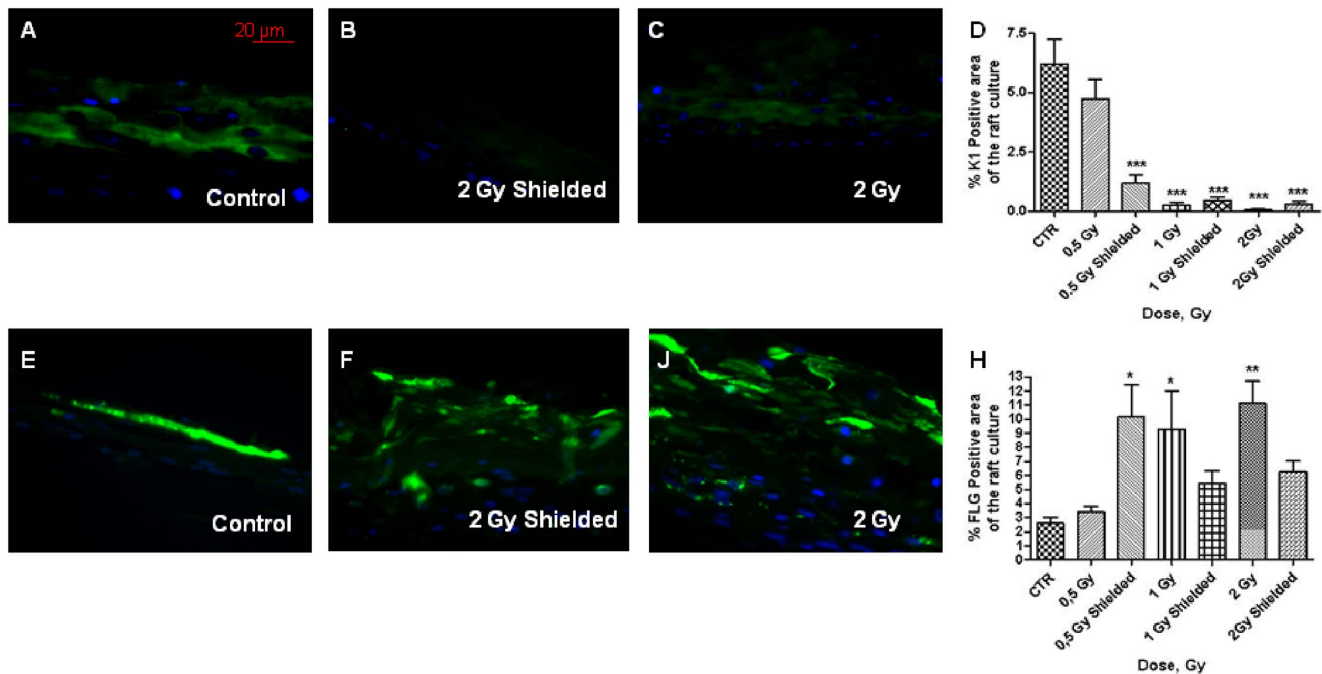 A
20 µm
Control
B
2 Gy Shielded
C
2 Gy
D
% K1 Positive area
of the raft culture
7.5
5.0
2.5
0.0
***
***
***
***
***
CTR
0.5 Gy
0.5 Gy Shielded
1 Gy
1 Gy Shielded
2Gy
2Gy Shielded
Dose, Gy
E
Control
F
2 Gy Shielded
J
2 Gy
H
% FLG Positive area
of the raft culture
13
12
11
10
9
8
7
6
5
4
3
2
1
0
*
*
**
CTR
0,5 Gy
0,5 Gy Shielded
1 Gy
1 Gy Shielded
2 Gy
2Gy Shielded
Dose, Gy